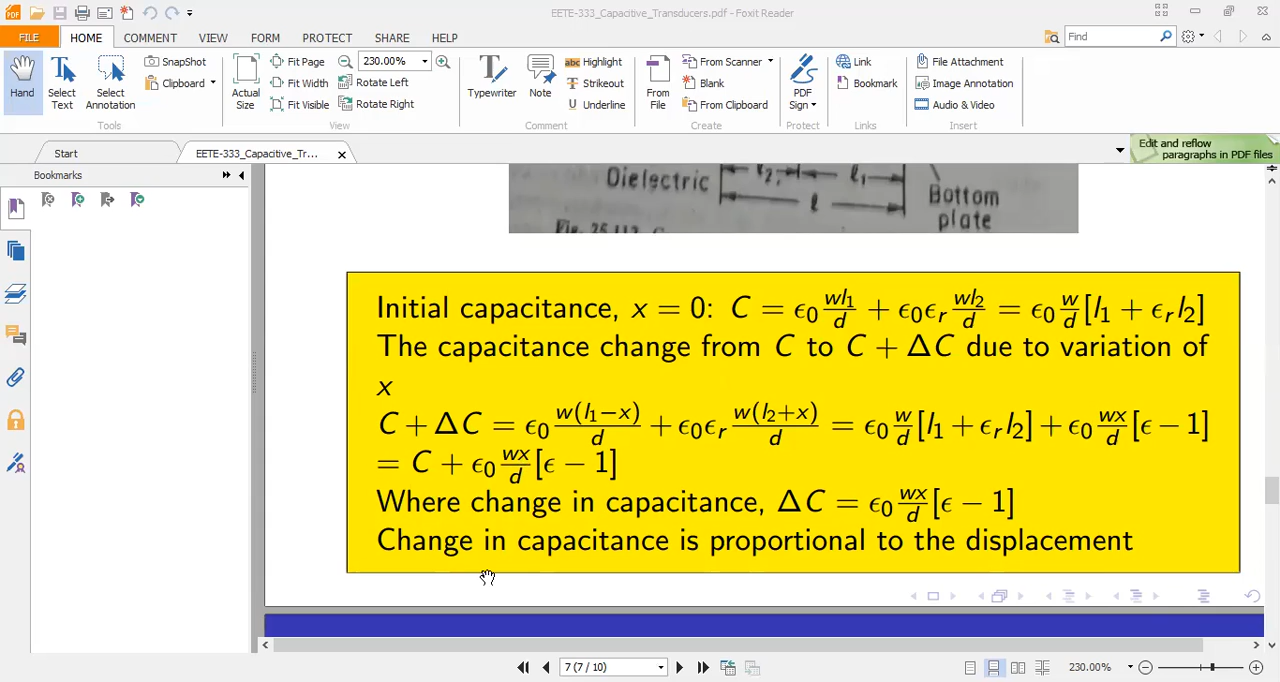 EETE-333_Capacitive_Transducers.pdf - Foxit Reader
FILE HOME COMMENT VIEW FORM PROTECT SHARE HELP
Find
Hand
Select Text
Select Annotation
SnapShot
Clipboard
Tools
Actual Size
Fit Page
Fit Width
Fit Visible
230.00%
Rotate Left
Rotate Right
View
Typewriter
Note
Highlight
Strikeout
Underline
Comment
From File
From Scanner
Blank
From Clipboard
Create
PDF Sign
Protect
Link
Bookmark
Links
File Attachment
Image Annotation
Audio & Video
Insert
Start
EETE-333_Capacitive_Tr...
Edit and reflow
paragraphs in PDF files
Bookmarks
Dielectric
l₂
l₁
l
Bottom
plate
Initial capacitance, x = 0: C = ϵ₀ wl₁/d + ϵ₀ϵᵣ wl₂/d = ϵ₀ w/d [l₁ + ϵᵣl₂]
The capacitance change from C to C + ΔC due to variation of
x
C + ΔC = ϵ₀ w(l₁−x)/d + ϵ₀ϵᵣ w(l₂+x)/d = ϵ₀ w/d [l₁ + ϵᵣl₂] + ϵ₀ wx/d [ϵ − 1]
= C + ϵ₀ wx/d [ϵ − 1]
Where change in capacitance, ΔC = ϵ₀ wx/d [ϵ − 1]
Change in capacitance is proportional to the displacement
7 (7 / 10)
230.00%